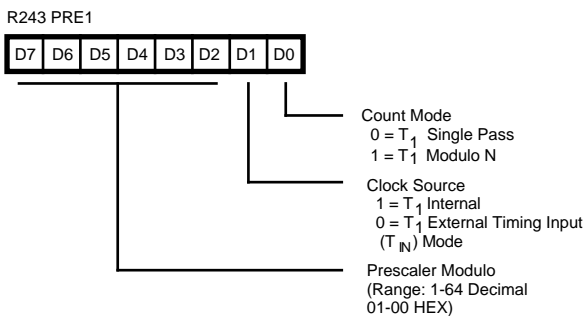 R243 PRE1
D7 D6 D5 D4 D3 D2 D1 D0
Count Mode
0 = T1 Single Pass
1 = T1 Modulo N
Clock Source
1 = T1 Internal
0 = T1 External Timing Input
(T IN) Mode
Prescaler Modulo
(Range: 1-64 Decimal
01-00 HEX)